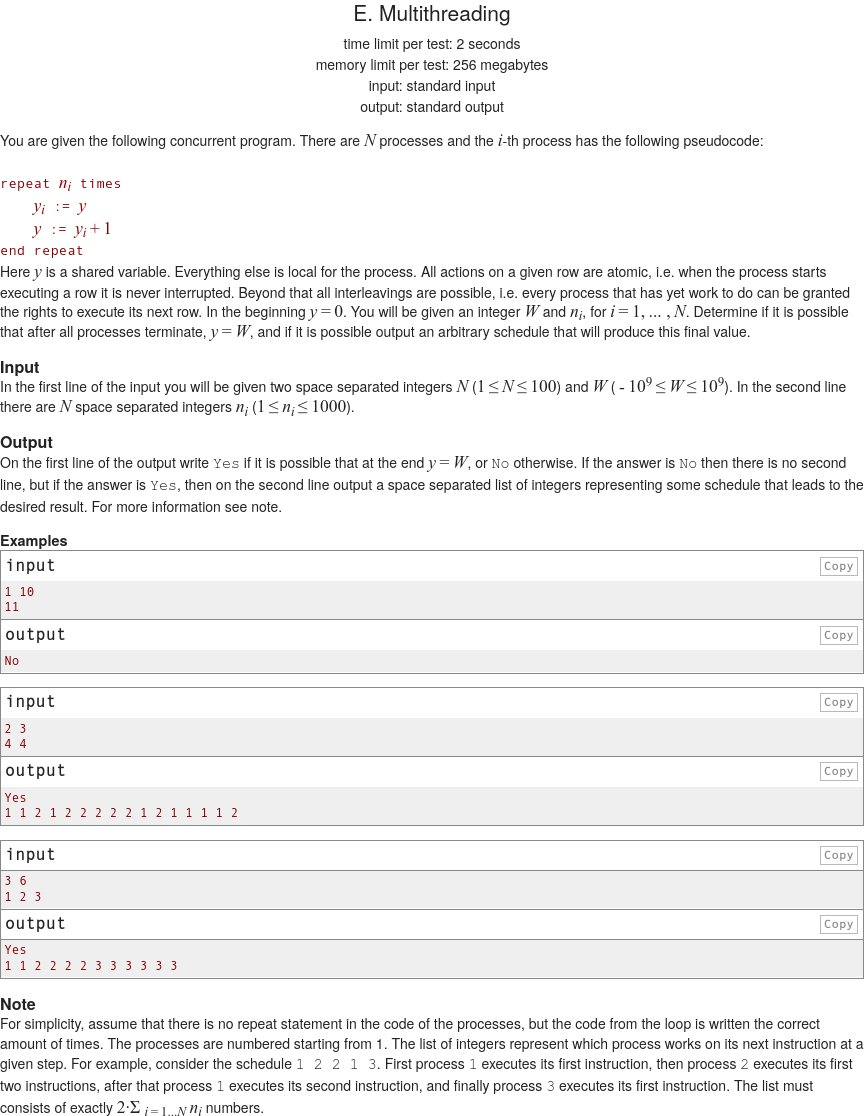 E. Multithreading
time limit per test: 2 seconds
memory limit per test: 256 megabytes
input: standard input
output: standard output
You are given the following concurrent program. There are N processes and the i-th process has the following pseudocode:
repeat n_i times
y_i := y
y := y_i + 1
end repeat
Here y is a shared variable. Everything else is local for the process. All actions on a given row are atomic, i.e. when the process starts
executing a row it is never interrupted. Beyond that all interleavings are possible, i.e. every process that has yet work to do can be granted
the rights to execute its next row. In the beginning y = 0. You will be given an integer W and n_i, for i = 1, ... , N. Determine if it is possible
that after all processes terminate, y = W, and if it is possible output an arbitrary schedule that will produce this final value.
Input
In the first line of the input you will be given two space separated integers N (1 ≤ N ≤ 100) and W ( - 10^9 ≤ W ≤ 10^9). In the second line
there are N space separated integers n_i (1 ≤ n_i ≤ 1000).
Output
On the first line of the output write Yes if it is possible that at the end y = W, or No otherwise. If the answer is No then there is no second
line, but if the answer is Yes, then on the second line output a space separated list of integers representing some schedule that leads to the
desired result. For more information see note.
Examples
input
Copy
1 10
11
output
Copy
No
input
Copy
2 3
4 4
output
Copy
Yes
1 1 2 1 2 2 2 2 2 1 2 1 1 1 1 2
input
Copy
3 6
1 2 3
output
Copy
Yes
1 1 2 2 2 2 3 3 3 3 3 3
Note
For simplicity, assume that there is no repeat statement in the code of the processes, but the code from the loop is written the correct
amount of times. The processes are numbered starting from 1. The list of integers represent which process works on its next instruction at a
given step. For example, consider the schedule 1 2 2 1 3. First process 1 executes its first instruction, then process 2 executes its first
two instructions, after that process 1 executes its second instruction, and finally process 3 executes its first instruction. The list must
consists of exactly 2·Σ i = 1...N n_i numbers.